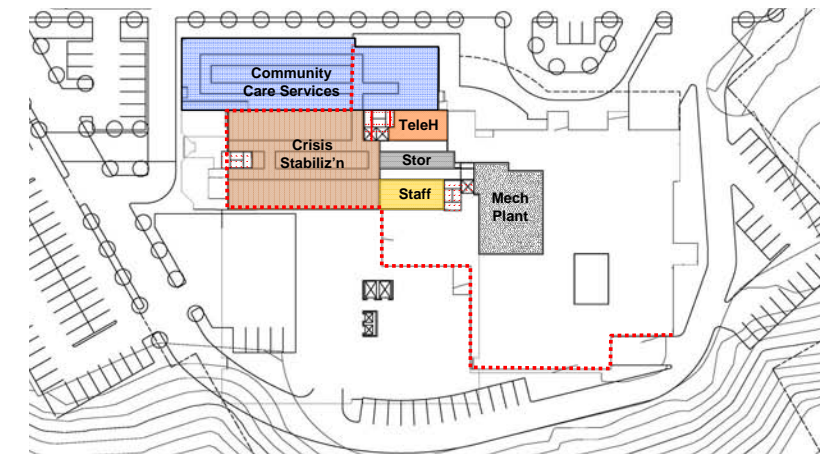 Community
Care Services
TeleH
Crisis
Stabiliz’n
Stor
Staff
Mech
Plant